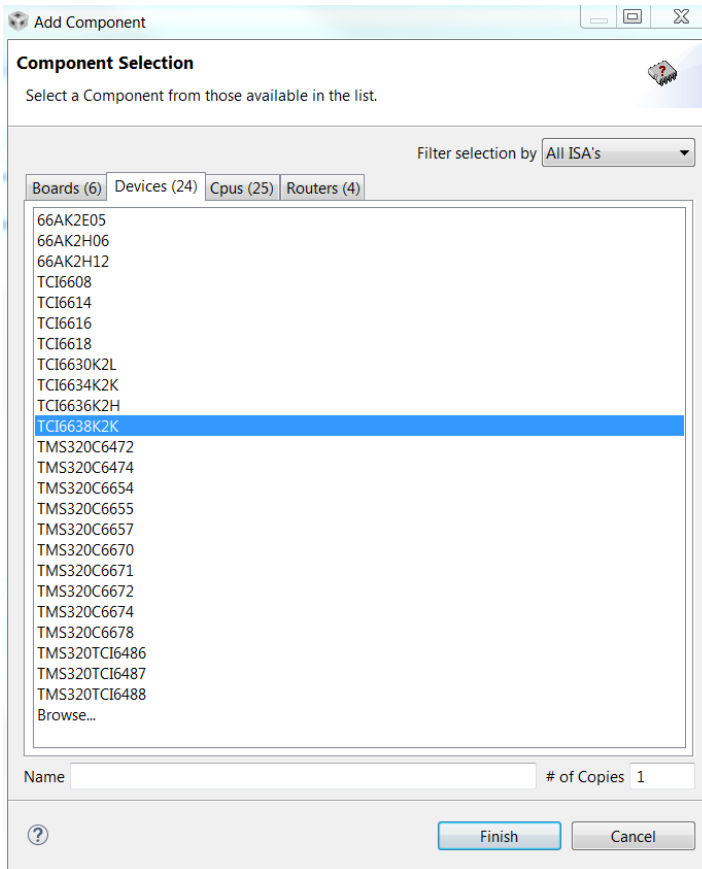 Add Component
Component Selection
Select a Component from those available in the list.
Filter selection by All ISA's
Boards (6) Devices (24) Cpus (25) Routers (4)
66AK2E05
66AK2H06
66AK2H12
TCI6608
TCI6614
TCI6616
TCI6618
TCI6630K2L
TCI6634K2K
TCI6636K2H
TCI6638K2K
TMS320C6472
TMS320C6474
TMS320C6654
TMS320C6655
TMS320C6657
TMS320C6670
TMS320C6671
TMS320C6672
TMS320C6674
TMS320C6678
TMS320TCI6486
TMS320TCI6487
TMS320TCI6488
Browse...
Name # of Copies 1
Finish Cancel